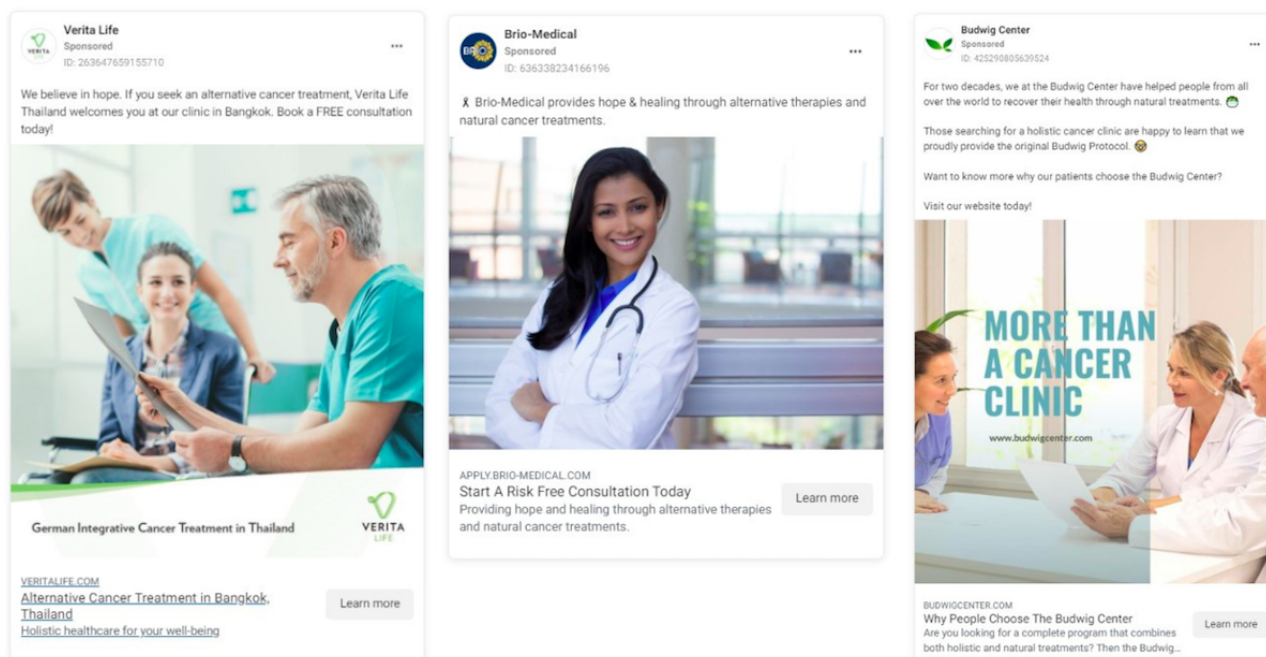 Verita Life
Sponsored
ID: 263647659155710
We believe in hope. If you seek an alternative cancer treatment, Verita Life
Thailand welcomes you at our clinic in Bangkok. Book a FREE consultation
today!
German Integrative Cancer Treatment in Thailand
VERITA
LIFE
VERITALIFE.COM
Alternative Cancer Treatment in Bangkok,
Thailand
Holistic healthcare for your well-being
Learn more
Brio-Medical
Sponsored
ID: 636338234166196
Brio-Medical provides hope & healing through alternative therapies and
natural cancer treatments.
APPLY.BRIO-MEDICAL.COM
Start A Risk Free Consultation Today
Providing hope and healing through alternative therapies
and natural cancer treatments.
Learn more
Budwig Center
Sponsored
ID: 425290805639524
For two decades, we at the Budwig Center have helped people from all
over the world to recover their health through natural treatments.
Those searching for a holistic cancer clinic are happy to learn that we
proudly provide the original Budwig Protocol.
Want to know more why our patients choose the Budwig Center?
Visit our website today!
MORE THAN
A CANCER
CLINIC
www.budwigcenter.com
BUDWIGCENTER.COM
Why People Choose The Budwig Center
Are you looking for a complete program that combines
both holistic and natural treatments? Then the Budwig...
Learn more